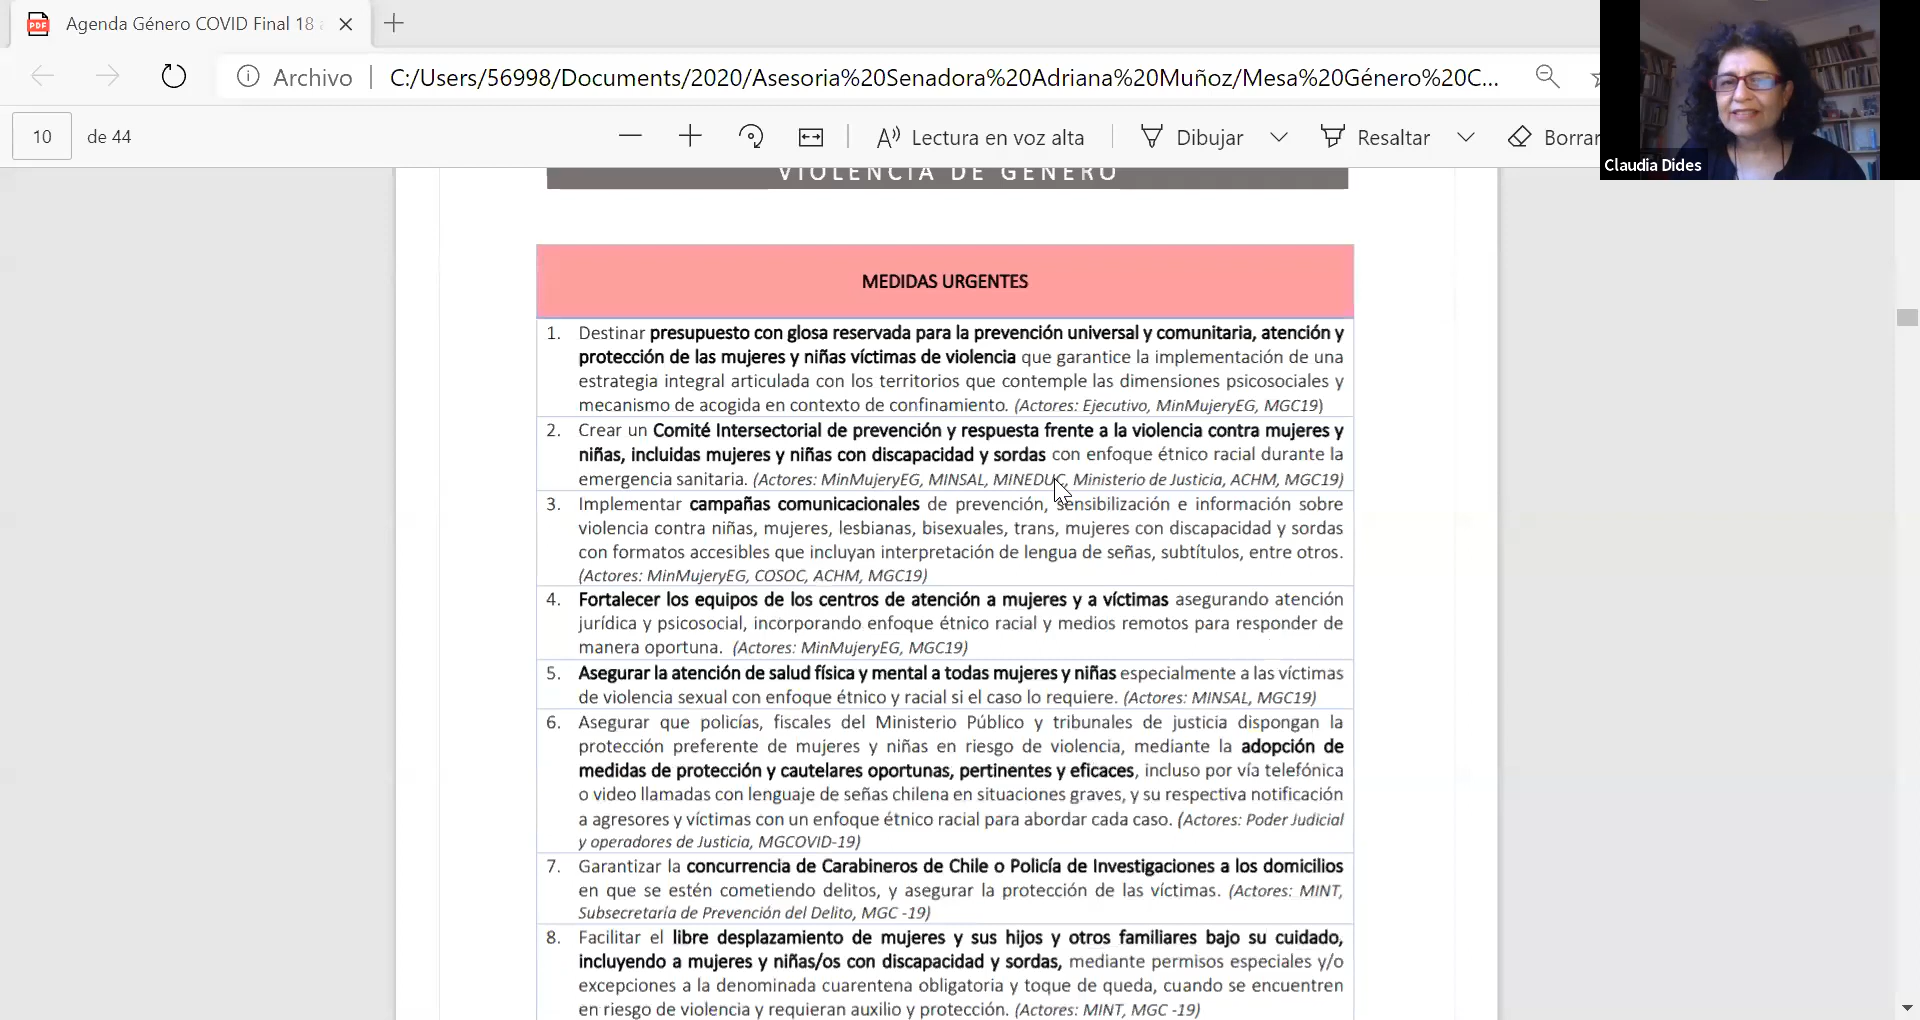 Agenda Género COVID Final 18
Archivo
C:/Users/56998/Documents/2020/Asesoria%20Senadora%20Adriana%20Muñoz/Mesa%20Género%20C...
10 de 44
Lectura en voz alta
Dibujar
Resaltar
Borrar
Claudia Dides
VIOLENCIA DE GÉNERO
MEDIDAS URGENTES
1. Destinar presupuesto con glosa reservada para la prevención universal y comunitaria, atención y
protección de las mujeres y niñas víctimas de violencia que garantice la implementación de una
estrategia integral articulada con los territorios que contemple las dimensiones psicosociales y
mecanismo de acogida en contexto de confinamiento. (Actores: Ejecutivo, MinMujeryEG, MGC19)
2. Crear un Comité Intersectorial de prevención y respuesta frente a la violencia contra mujeres y
niñas, incluidas mujeres y niñas con discapacidad y sordas con enfoque étnico racial durante la
emergencia sanitaria. (Actores: MinMujeryEG, MINSAL, MINEDUC, Ministerio de Justicia, ACHM, MGC19)
3. Implementar campañas comunicacionales de prevención, sensibilización e información sobre
violencia contra niñas, mujeres, lesbianas, bisexuales, trans, mujeres con discapacidad y sordas
con formatos accesibles que incluyan interpretación de lengua de señas, subtítulos, entre otros.
(Actores: MinMujeryEG, COSOC, ACHM, MGC19)
4. Fortalecer los equipos de los centros de atención a mujeres y a víctimas asegurando atención
jurídica y psicosocial, incorporando enfoque étnico racial y medios remotos para responder de
manera oportuna. (Actores: MinMujeryEG, MGC19)
5. Asegurar la atención de salud física y mental a todas mujeres y niñas especialmente a las víctimas
de violencia sexual con enfoque étnico y racial si el caso lo requiere. (Actores: MINSAL, MGC19)
6. Asegurar que policías, fiscales del Ministerio Público y tribunales de justicia dispongan la
protección preferente de mujeres y niñas en riesgo de violencia, mediante la adopción de
medidas de protección y cautelares oportunas, pertinentes y eficaces, incluso por vía telefónica
o video llamadas con lenguaje de señas chilena en situaciones graves, y su respectiva notificación
a agresores y víctimas con un enfoque étnico racial para abordar cada caso. (Actores: Poder Judicial
y operadores de Justicia, MGCOVID-19)
7. Garantizar la concurrencia de Carabineros de Chile o Policía de Investigaciones a los domicilios
en que se estén cometiendo delitos, y asegurar la protección de las víctimas. (Actores: MINT,
Subsecretaría de Prevención del Delito, MGC -19)
8. Facilitar el libre desplazamiento de mujeres y sus hijos y otros familiares bajo su cuidado,
incluyendo a mujeres y niñas/os con discapacidad y sordas, mediante permisos especiales y/o
excepciones a la denominada cuarentena obligatoria y toque de queda, cuando se encuentren
en riesgo de violencia y requieran auxilio y protección. (Actores: MINT, MGC -19)